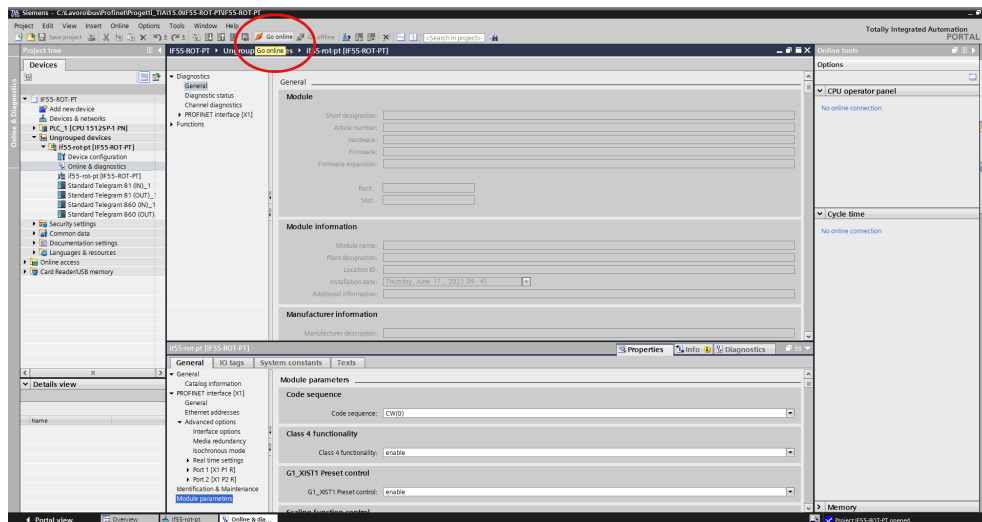 Siemens - C:\Lavoro\bus\Profinet\Progetti_TIA\15.0\IF55-ROT-PT\IF55-ROT-PT
Project Edit View Insert Online Options Tools Window Help
Totally Integrated Automation
PORTAL
Save project
Go online
Go offline
<Search in project>
Project tree
IF55-ROT-PT
Go online
if55-rot-pt [IF55-ROT-PT]
Online tools
Devices
Options
Online & Diagnostics
IF55-ROT-PT
Add new device
Devices & networks
PLC_1 [CPU 1512SP-1 PN]
Ungrouped devices
if55-rot-pt [IF55-ROT-PT]
Device configuration
Online & diagnostics
if55-rot-pt [IF55-ROT-PT]
Standard Telegram 81 (IN)_1
Standard Telegram 81 (OUT)_1
Standard Telegram 860 (IN)_1
Standard Telegram 860 (OUT)
Security settings
Common data
Documentation settings
Languages & resources
Online access
Card Reader/USB memory
Details view
Name
Diagnostics
General
Diagnostic status
Channel diagnostics
PROFINET interface [X1]
Functions
General
Module
Short designation:
Article number:
Hardware:
Firmware:
Firmware expansion:
Rack:
Slot:
Module information
Module name:
Plant designation:
Location ID:
Installation date: Thursday, June 17, 2021 09:41
Additional information:
Manufacturer information
Manufacturer description:
CPU operator panel
No online connection
Cycle time
No online connection
Memory
if55-rot-pt [IF55-ROT-PT]
Properties Info Diagnostics
General IO tags System constants Texts
General
Catalog information
PROFINET interface [X1]
General
Ethernet addresses
Advanced options
Interface options
Media redundancy
Isochronous mode
Real time settings
Port 1 [X1 P1 R]
Port 2 [X1 P2 R]
Identification & Maintenance
Module parameters
Module parameters
Code sequence
Code sequence: CW(0)
Class 4 functionality
Class 4 functionality: enable
G1_XIST1 Preset control
G1_XIST1 Preset control: enable
Scaling function control
Portal view
Overview
if55-rot-pt
Online & dia...
Project IF55-ROT-PT opened